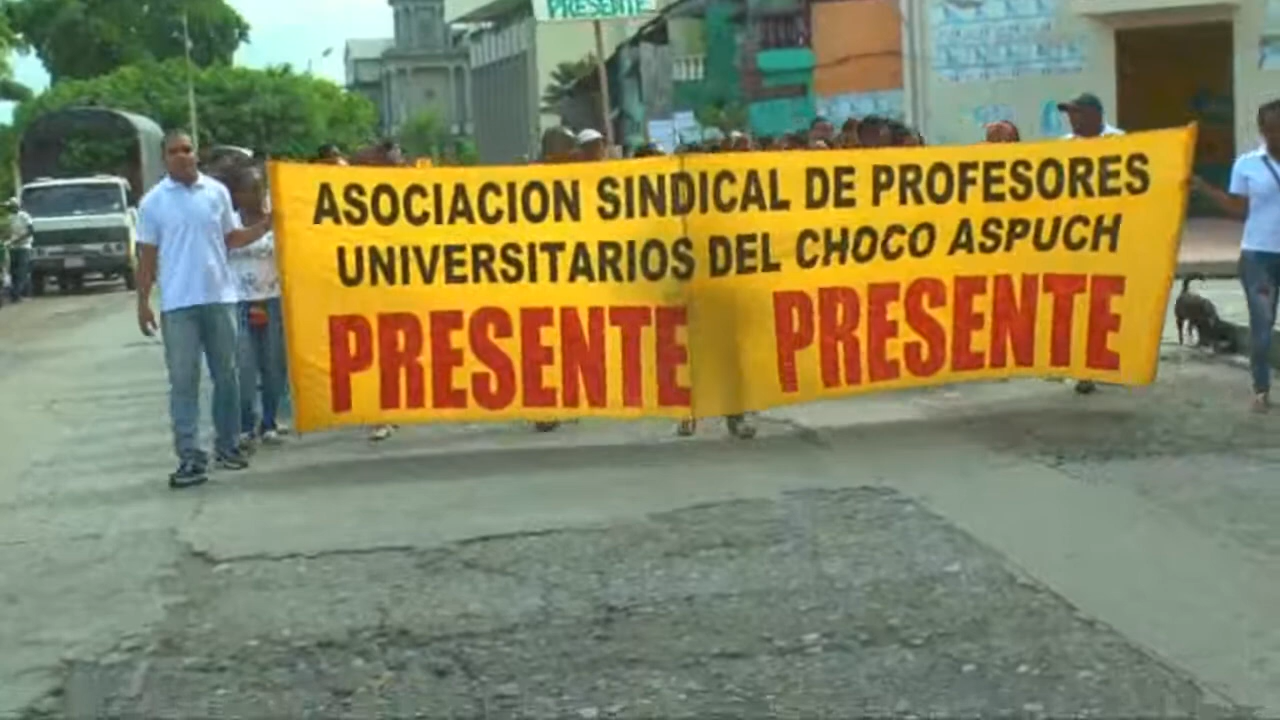 PRESENTE
ASOCIACION SINDICAL DE PROFESORES
UNIVERSITARIOS DEL CHOCO ASPUCH
PRESENTE PRESENTE